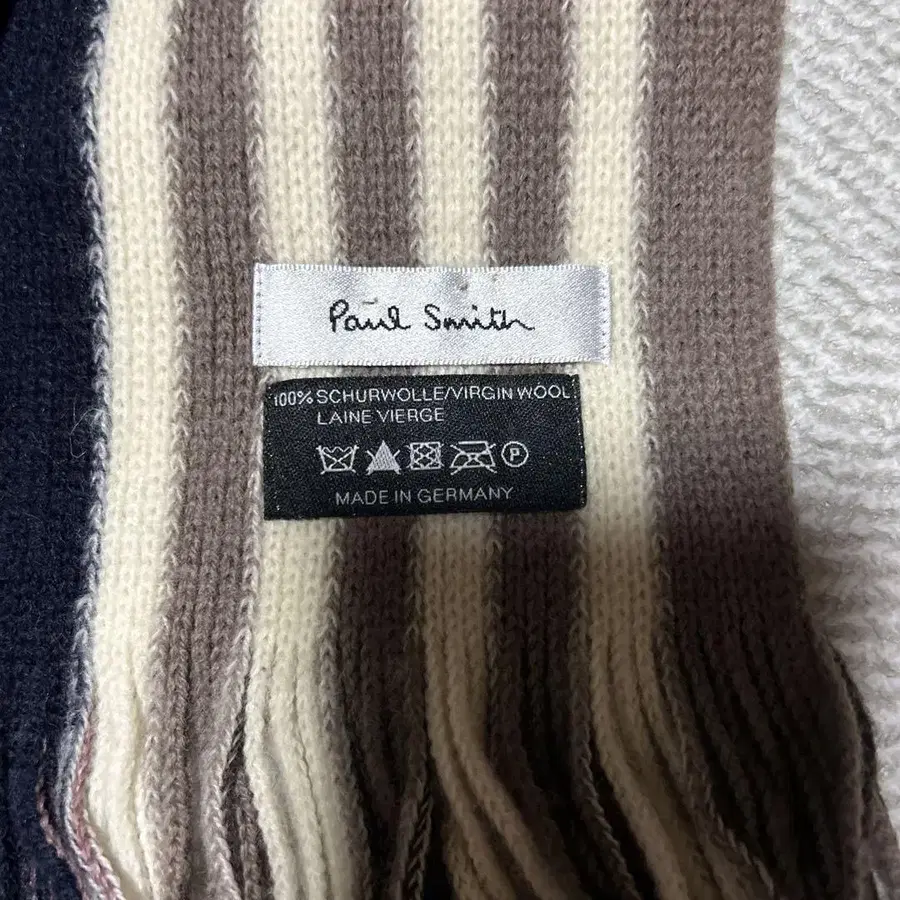 Paul Smith
100% SCHURWOLLE/VIRGIN WOOL
LAINE VIERGE
P
MADE IN GERMANY